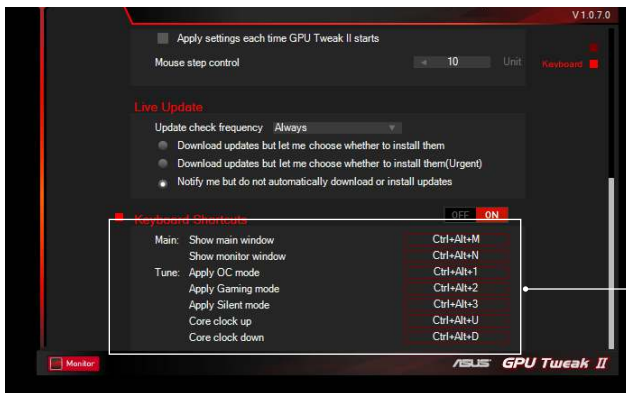 V1.0.7.0
Apply settings each time GPU Tweak II starts
Mouse step control 10 Unit
Keyboard
Live Update
Update check frequency Always
Download updates but let me choose whether to install them
Download updates but let me choose whether to install them(Urgent)
Notify me but do not automatically download or install updates
Keyboard Shortcuts OFF ON
Main: Show main window Ctrl+Alt+M
Show monitor window Ctrl+Alt+N
Tune: Apply OC mode Ctrl+Alt+1
Apply Gaming mode Ctrl+Alt+2
Apply Silent mode Ctrl+Alt+3
Core clock up Ctrl+Alt+U
Core clock down Ctrl+Alt+D
Monitor ASUS GPU Tweak II